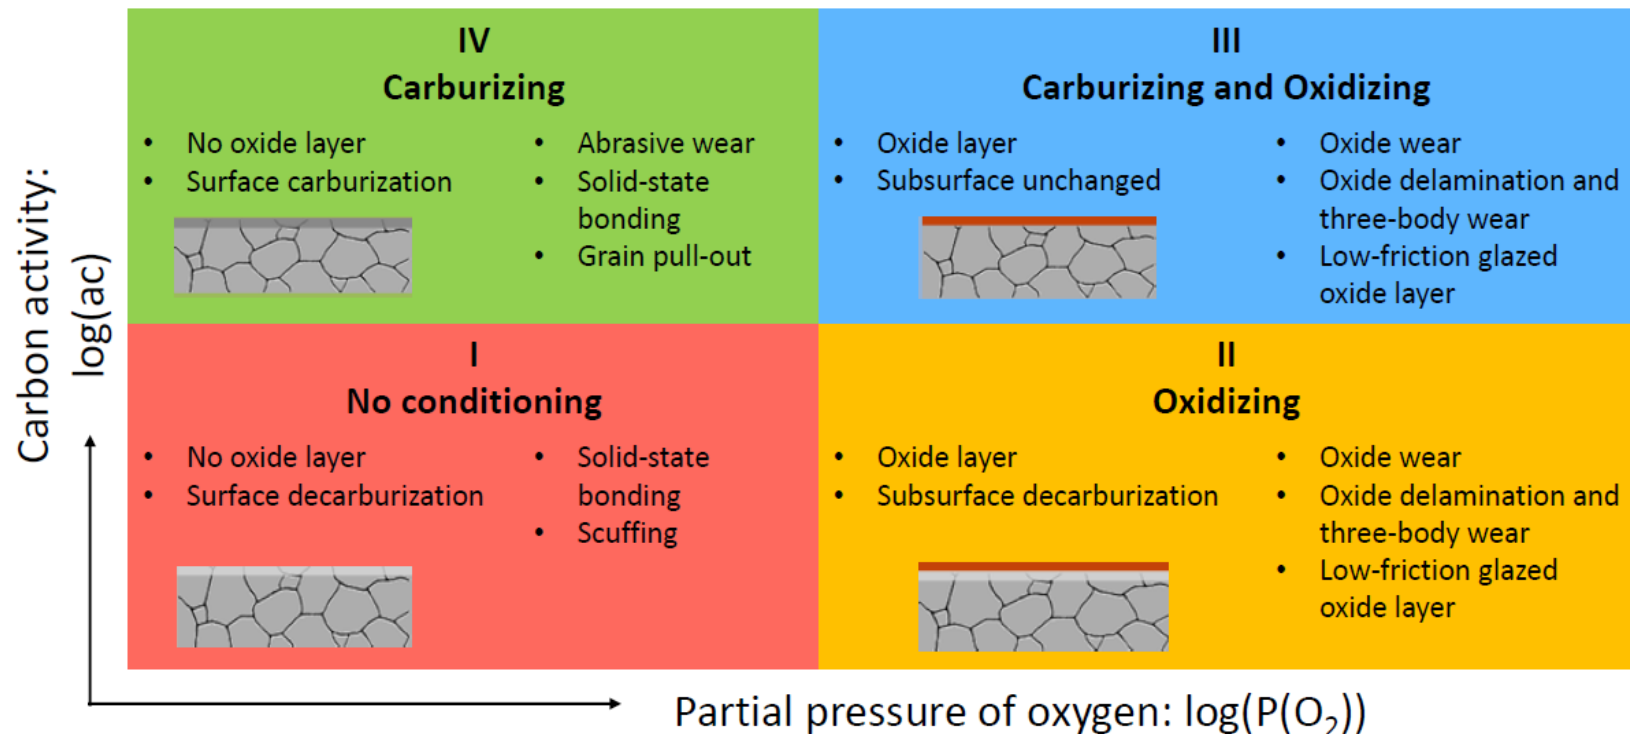 IV
Carburizing
• No oxide layer
• Surface carburization
• Abrasive wear
• Solid-state
bonding
• Grain pull-out
III
Carburizing and Oxidizing
• Oxide layer
• Subsurface unchanged
• Oxide wear
• Oxide delamination and
three-body wear
• Low-friction glazed
oxide layer
Carbon activity:
log(ac)
I
No conditioning
• No oxide layer
• Surface decarburization
• Solid-state
bonding
• Scuffing
II
Oxidizing
• Oxide layer
• Subsurface decarburization
• Oxide wear
• Oxide delamination and
three-body wear
• Low-friction glazed
oxide layer
Partial pressure of oxygen: log(P(O₂))